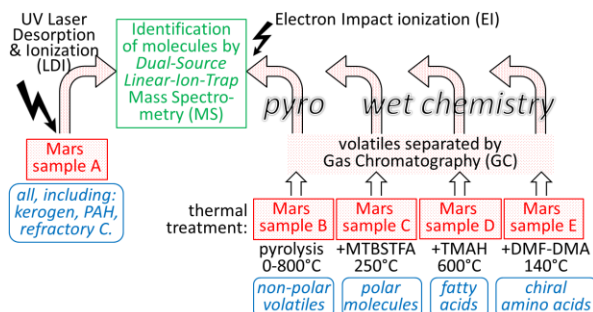 UV Laser
Desorption
& Ionization
(LDI)
Identification
of molecules by
Dual-Source
Linear-Ion-Trap
Mass Spectro-
metry (MS)
Electron Impact ionization (EI)
pyro
wet chemistry
volatiles separated by
Gas Chromatography (GC)
Mars
sample A
all, including:
kerogen, PAH,
refractory C.
thermal
treatment:
Mars
sample B
Mars
sample C
Mars
sample D
Mars
sample E
pyrolysis
0-800°C
+MTBSTFA
250°C
+TMAH
600°C
+DMF-DMA
140°C
non-polar
volatiles
polar
molecules
fatty
acids
chiral
amino acids